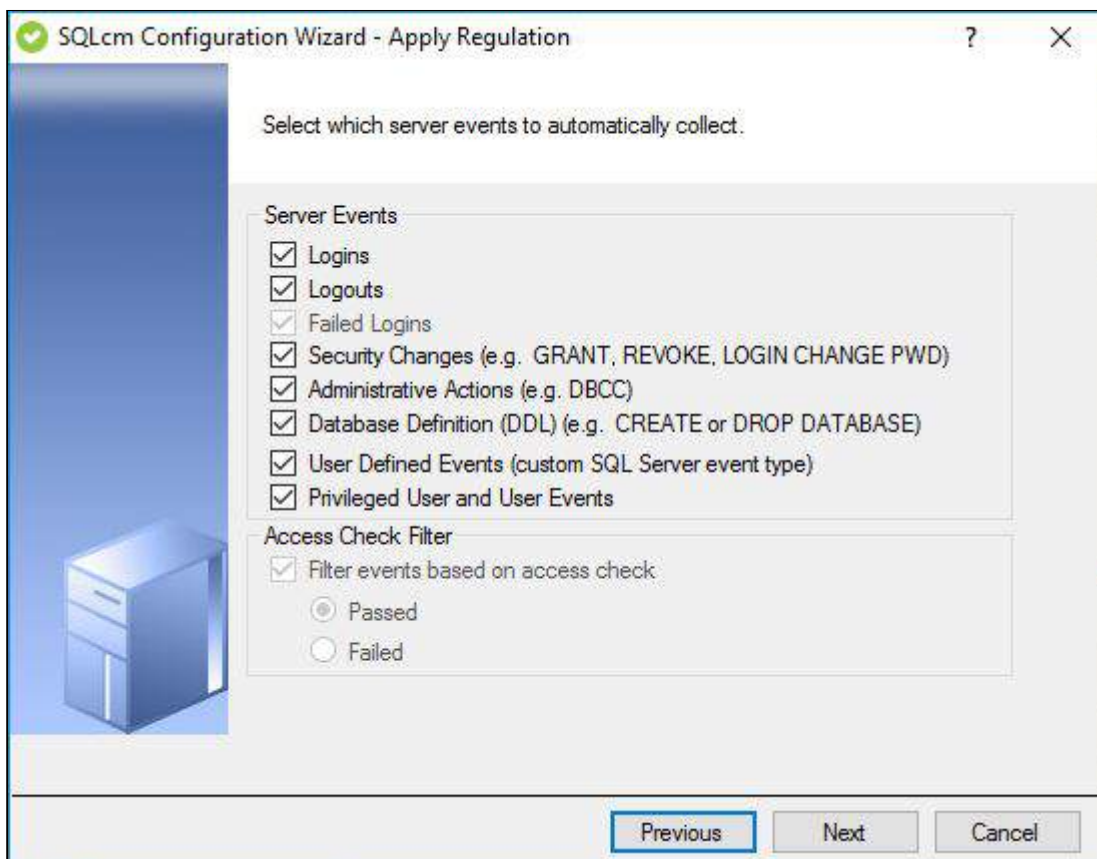 SQLcm Configuration Wizard - Apply Regulation ? X
Select which server events to automatically collect.
Server Events
Logins
Logouts
Failed Logins
Security Changes (e.g. GRANT, REVOKE, LOGIN CHANGE PWD)
Administrative Actions (e.g. DBCC)
Database Definition (DDL) (e.g. CREATE or DROP DATABASE)
User Defined Events (custom SQL Server event type)
Privileged User and User Events
Access Check Filter
Filter events based on access check
Passed
Failed
Previous Next Cancel